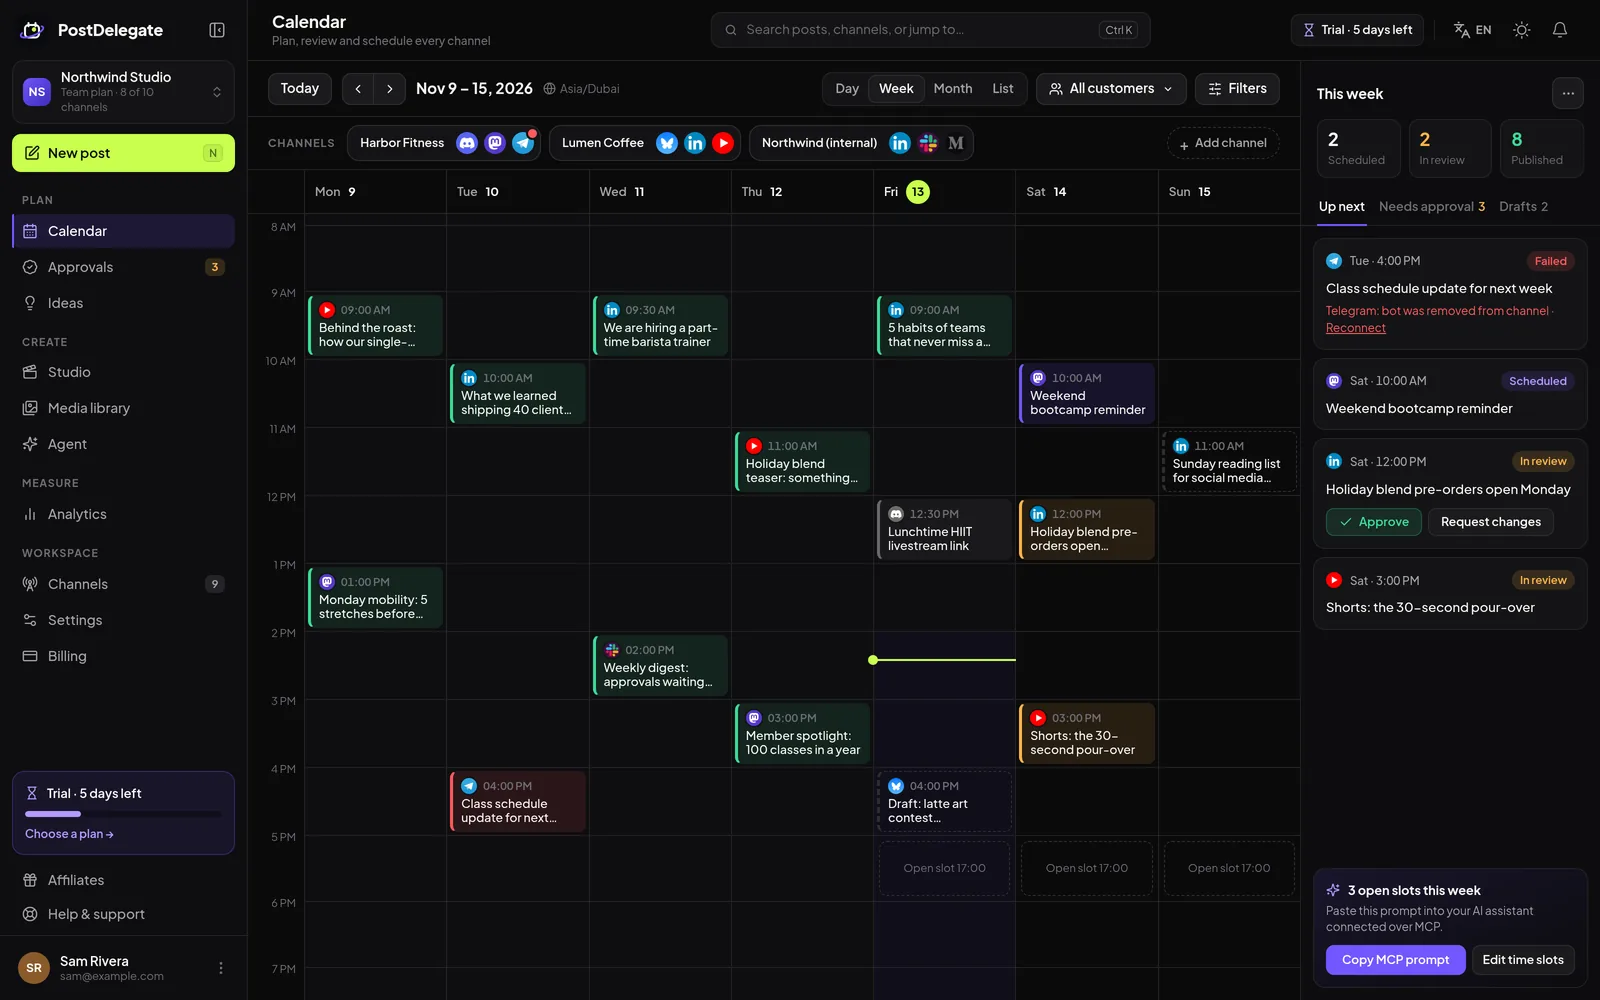 PostDelegate
NS
Northwind Studio
Team plan · 8 of 10
channels
New post
N
PLAN
Calendar
Approvals
3
Ideas
CREATE
Studio
Media library
Agent
MEASURE
Analytics
WORKSPACE
Channels
9
Settings
Billing
Trial · 5 days left
Choose a plan →
Affiliates
Help & support
SR
Sam Rivera
sam@example.com
Calendar
Plan, review and schedule every channel
Search posts, channels, or jump to...
Ctrl K
Trial · 5 days left
EN
Today
Nov 9 – 15, 2026
Asia/Dubai
Day
Week
Month
List
All customers
Filters
CHANNELS
Harbor Fitness
Lumen Coffee
Northwind (internal)
M
+ Add channel
Mon 9
Tue 10
Wed 11
Thu 12
Fri 13
Sat 14
Sun 15
8 AM
9 AM
10 AM
11 AM
12 PM
1 PM
2 PM
3 PM
4 PM
5 PM
6 PM
7 PM
09:00 AM
Behind the roast:
how our single-...
01:00 PM
Monday mobility: 5
stretches before...
in 10:00 AM
What we learned
shipping 40 client...
04:00 PM
Class schedule
update for next...
in 09:30 AM
We are hiring a part-
time barista trainer
02:00 PM
Weekly digest:
approvals waiting...
11:00 AM
Holiday blend
teaser: something...
03:00 PM
Member spotlight:
100 classes in a year
in 09:00 AM
5 habits of teams
that never miss a...
12:30 PM
Lunchtime HIIT
livestream link
04:00 PM
Draft: latte art
contest...
Open slot 17:00
10:00 AM
Weekend
bootcamp reminder
in 12:00 PM
Holiday blend pre-
orders open...
03:00 PM
Shorts: the 30-
second pour-over
Open slot 17:00
in 11:00 AM
Sunday reading list
for social media...
Open slot 17:00
This week
2
Scheduled
2
In review
8
Published
Up next
Needs approval 3
Drafts 2
Tue · 4:00 PM
Failed
Class schedule update for next week
Telegram: bot was removed from channel ·
Reconnect
Sat · 10:00 AM
Scheduled
Weekend bootcamp reminder
in Sat · 12:00 PM
In review
Holiday blend pre-orders open Monday
Approve
Request changes
Sat · 3:00 PM
In review
Shorts: the 30-second pour-over
3 open slots this week
Paste this prompt into your AI assistant
connected over MCP.
Copy MCP prompt
Edit time slots